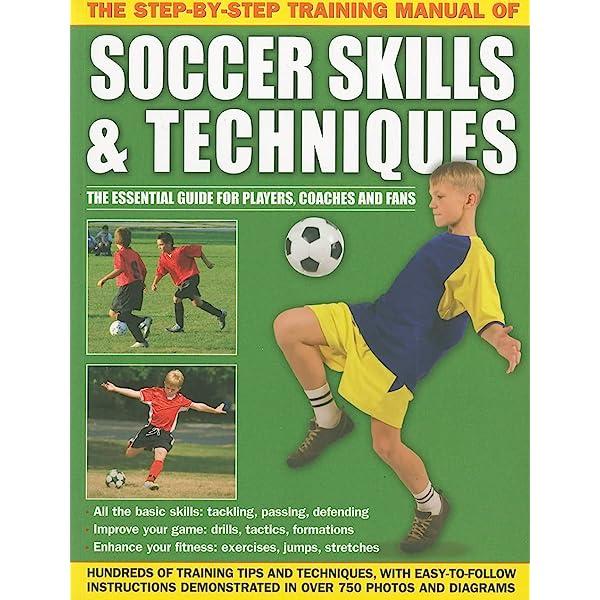 THE STEP-BY-STEP TRAINING MANUAL OF
SOCCER SKILLS
& TECHNIQUES
THE ESSENTIAL GUIDE FOR PLAYERS, COACHES AND FANS
• All the basic skills: tackling, passing, defending
• Improve your game: drills, tactics, formations
• Enhance your fitness: exercises, jumps, stretches
HUNDREDS OF TRAINING TIPS AND TECHNIQUES, WITH EASY-TO-FOLLOW
INSTRUCTIONS DEMONSTRATED IN OVER 750 PHOTOS AND DIAGRAMS